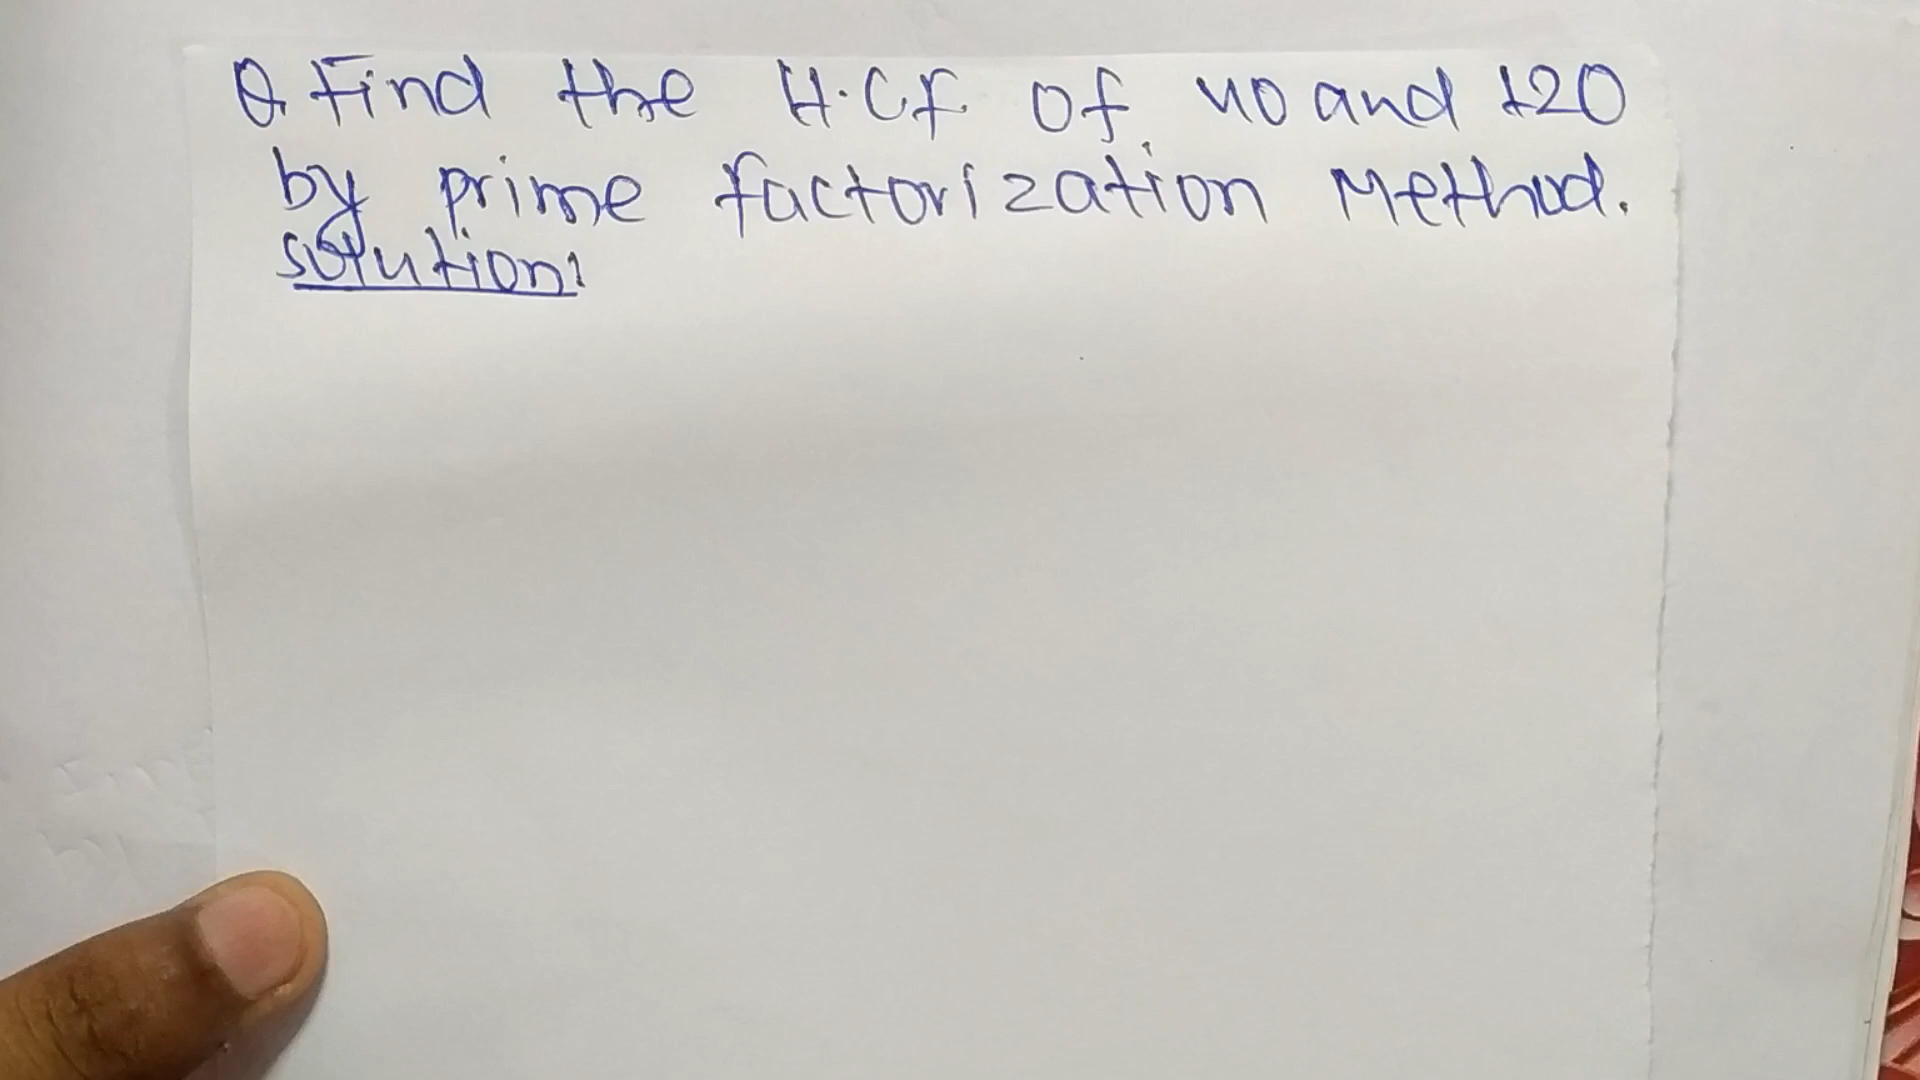 Q Find the H.C.F of 40 and 120
by prime factorization Method.
solution: